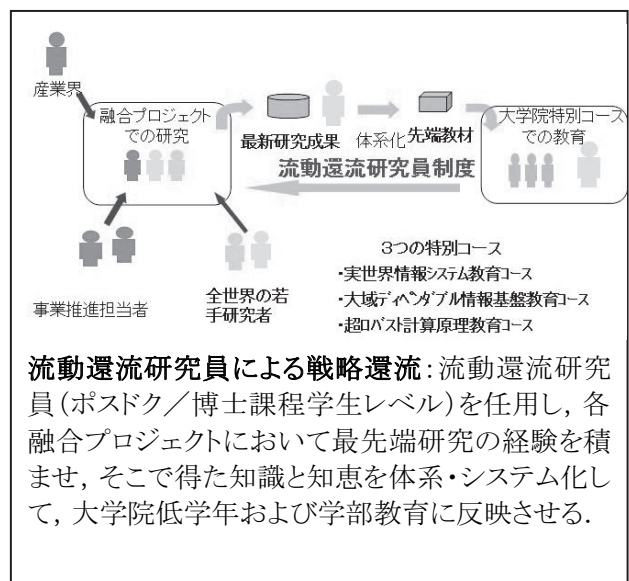 産業界
融合プロジェクト
での研究
最新研究成果
体系化
先端教材
大学院特別コース
での教育
流動還流研究員制度
事業推進担当者
全世界の若
手研究者
3つの特別コース
・実世界情報システム教育コース
・大域ディペンダブル情報基盤教育コース
・超ロバスト計算原理教育コース
流動還流研究員による戦略還流：流動還流研究
員（ポスドク／博士課程学生レベル）を任用し，各
融合プロジェクトにおいて最先端研究の経験を積
ませ，そこで得た知識と知恵を体系・システム化し
て，大学院低学年および学部教育に反映させる．